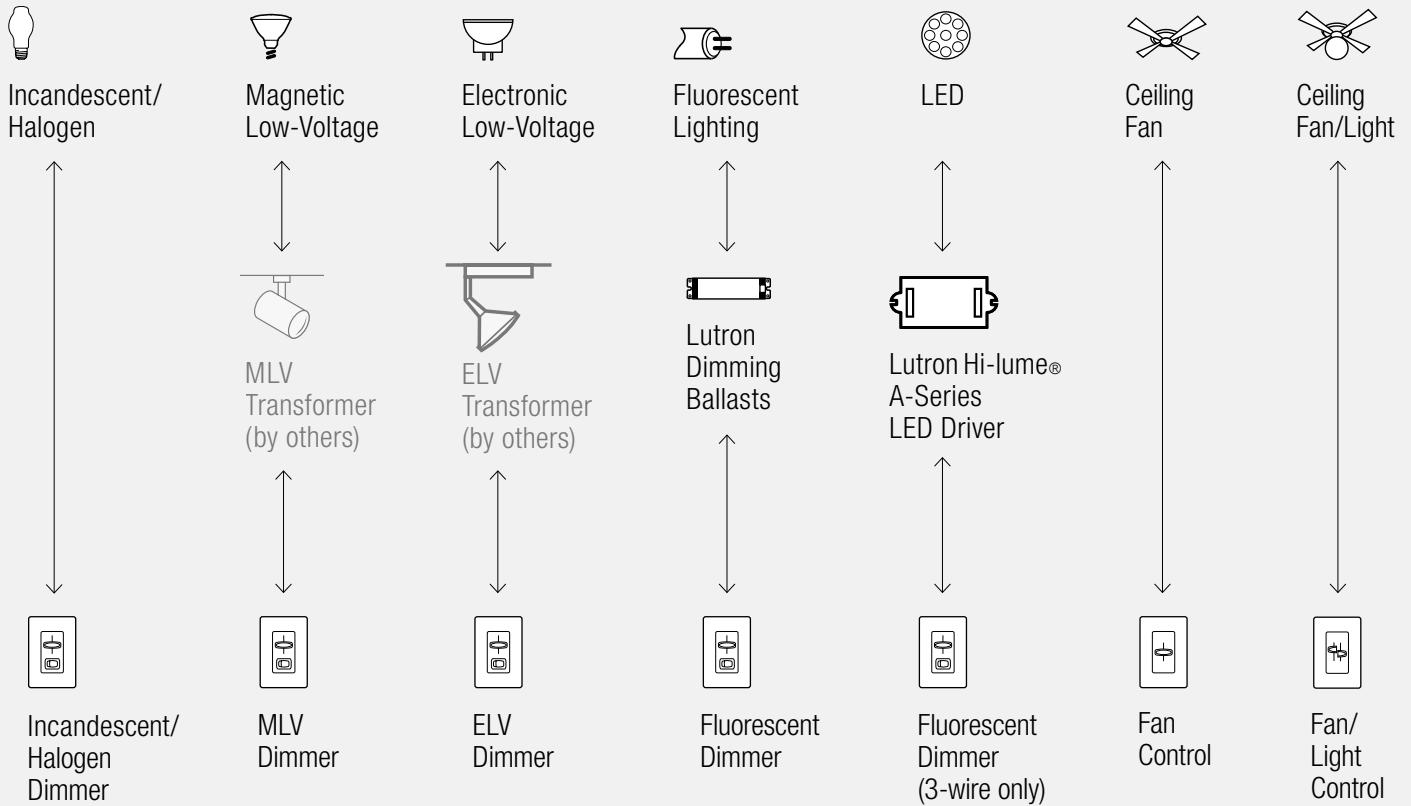 Incandescent/
Halogen
Magnetic
Low-Voltage
Electronic
Low-Voltage
Fluorescent
Lighting
LED
Ceiling
Fan
Ceiling
Fan/Light
MLV
Transformer
(by others)
ELV
Transformer
(by others)
Lutron
Dimming
Ballasts
Lutron Hi-lume®
A-Series
LED Driver
Incandescent/
Halogen
Dimmer
MLV
Dimmer
ELV
Dimmer
Fluorescent
Dimmer
Fluorescent
Dimmer
(3-wire only)
Fan
Control
Fan/
Light
Control